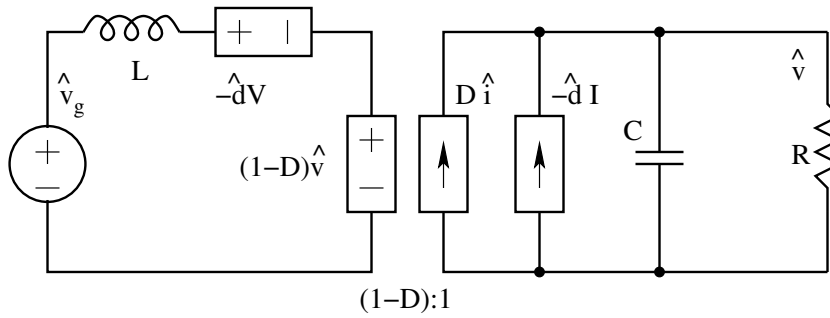 L
+ −
−d̂V
v̂g
+
−
(1−D)v̂
+
−
D î
−d̂ I
C
v̂
R
(1−D):1